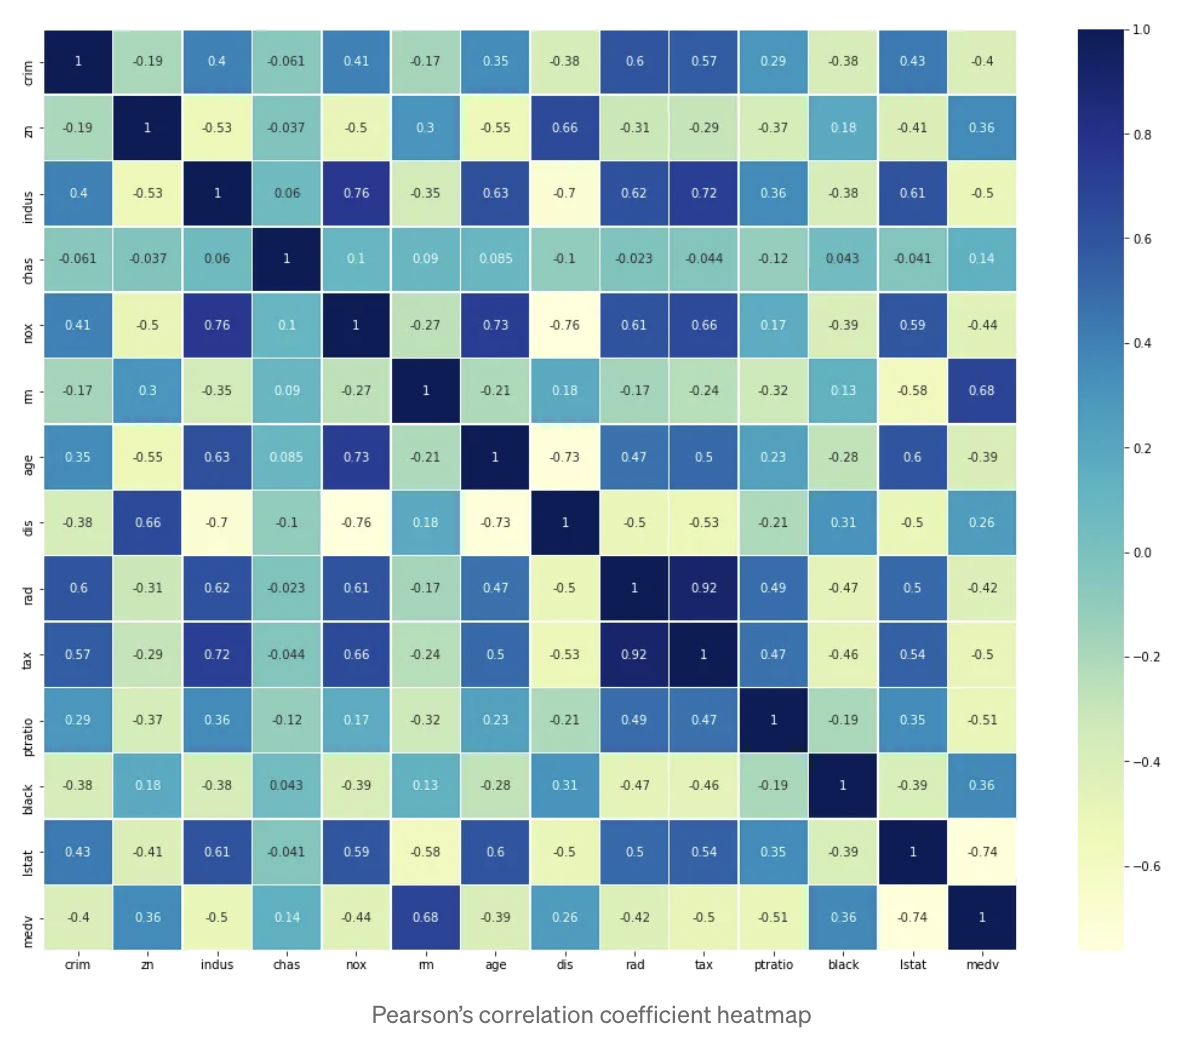 crim 1 -0.19 0.4 -0.061 0.41 -0.17 0.35 -0.38 0.6 0.57 0.29 -0.38 0.43 -0.4
zn -0.19 1 -0.53 -0.037 -0.5 0.3 -0.55 0.66 -0.31 -0.29 -0.37 0.18 -0.41 0.36
indus 0.4 -0.53 1 0.06 0.76 -0.35 0.63 -0.7 0.62 0.72 0.36 -0.38 0.61 -0.5
chas -0.061 -0.037 0.06 1 0.1 0.09 0.085 -0.1 -0.023 -0.044 -0.12 0.043 -0.041 0.14
nox 0.41 -0.5 0.76 0.1 1 -0.27 0.73 -0.76 0.61 0.66 0.17 -0.39 0.59 -0.44
rm -0.17 0.3 -0.35 0.09 -0.27 1 -0.21 0.18 -0.17 -0.24 -0.32 0.13 -0.58 0.68
age 0.35 -0.55 0.63 0.085 0.73 -0.21 1 -0.73 0.47 0.5 0.23 -0.28 0.6 -0.39
dis -0.38 0.66 -0.7 -0.1 -0.76 0.18 -0.73 1 -0.5 -0.53 -0.21 0.31 -0.5 0.26
rad 0.6 -0.31 0.62 -0.023 0.61 -0.17 0.47 -0.5 1 0.92 0.49 -0.47 0.5 -0.42
tax 0.57 -0.29 0.72 -0.044 0.66 -0.24 0.5 -0.53 0.92 1 0.47 -0.46 0.54 -0.5
ptratio 0.29 -0.37 0.36 -0.12 0.17 -0.32 0.23 -0.21 0.49 0.47 1 -0.19 0.35 -0.51
black -0.38 0.18 -0.38 0.043 -0.39 0.13 -0.28 0.31 -0.47 -0.46 -0.19 1 -0.39 0.36
lstat 0.43 -0.41 0.61 -0.041 0.59 -0.58 0.6 -0.5 0.5 0.54 0.35 -0.39 1 -0.74
medv -0.4 0.36 -0.5 0.14 -0.44 0.68 -0.39 0.26 -0.42 -0.5 -0.51 0.36 -0.74 1
crim zn indus chas nox rm age dis rad tax ptratio black lstat medv
1.0
0.8
0.6
0.4
0.2
0.0
−0.2
−0.4
−0.6
Pearson’s correlation coefficient heatmap